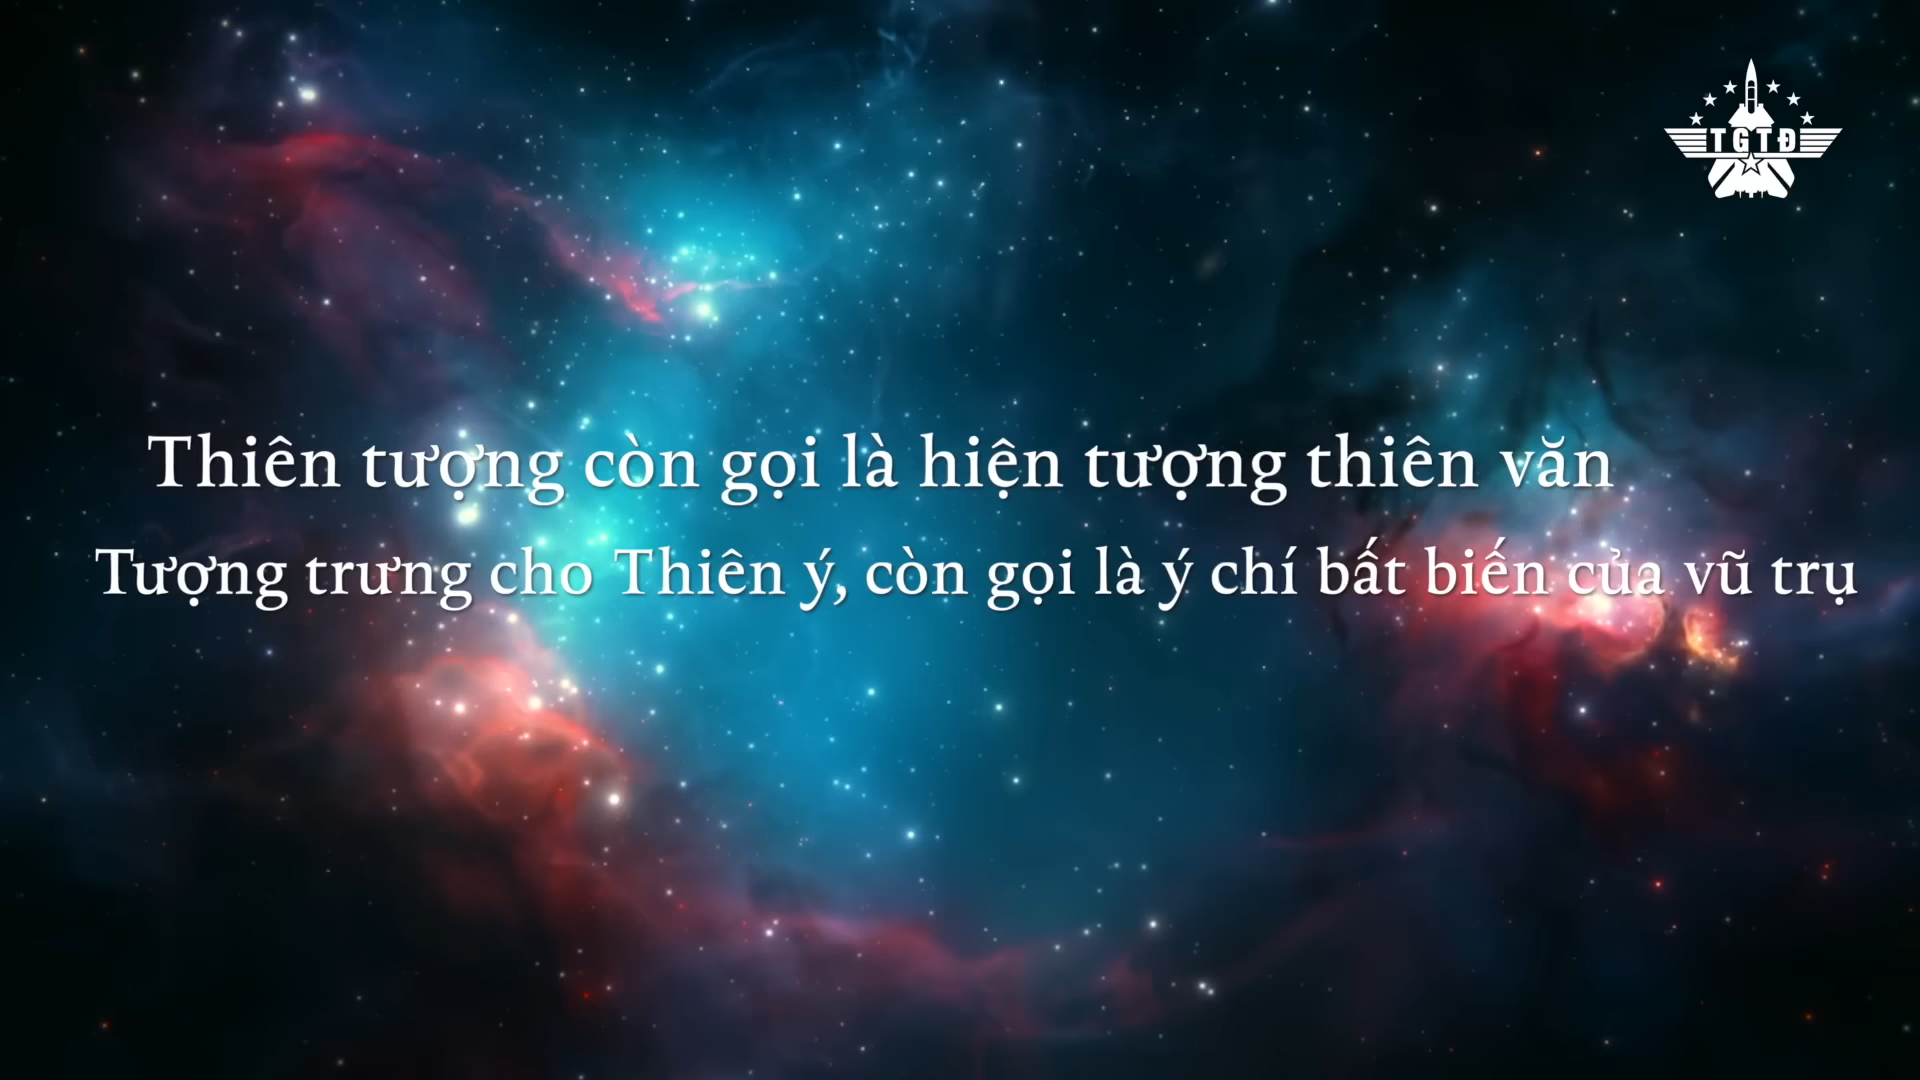 TGTĐ
Thiên tượng còn gọi là hiện tượng thiên văn
Tượng trưng cho Thiên ý, còn gọi là ý chí bất biến của vũ trụ